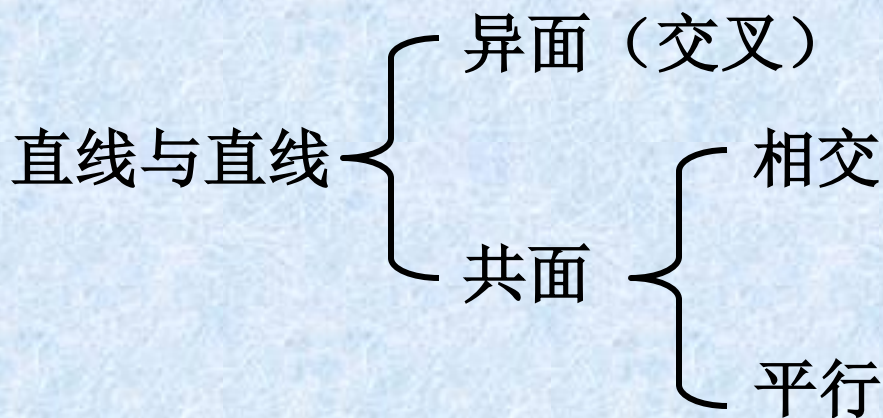 异面（交叉）
直线与直线
相交
共面
平行